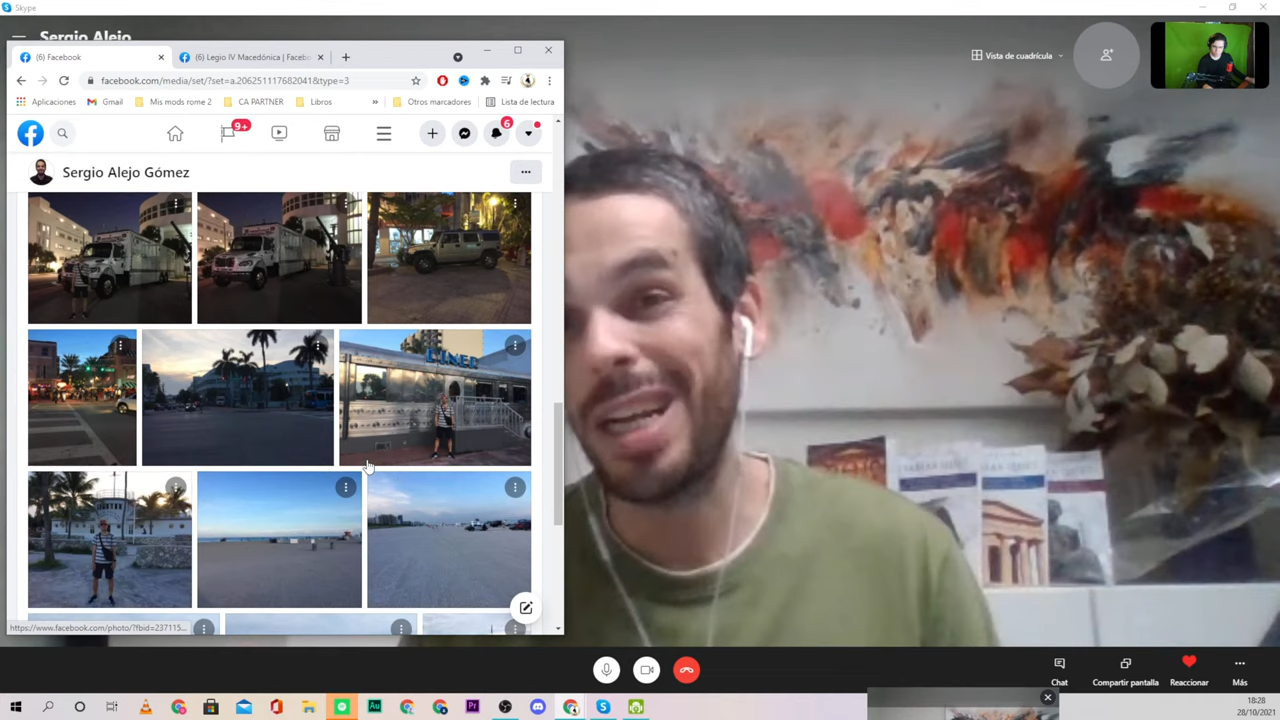 Skype
Sergio Alejo
(6) Facebook
(6) Legio IV Macedónica | Faceb
facebook.com/media/set/?set=a.206251117682041&type=3
Aplicaciones
Gmail
Mis mods rome 2
CA PARTNER
Libros
»
Otros marcadores
Lista de lectura
9+
6
Sergio Alejo Gómez
DINER
https://www.facebook.com/photo/?fbid=237115...
Vista de cuadrícula
Chat
Compartir pantalla
Reaccionar
Más
18:28
28/10/2021